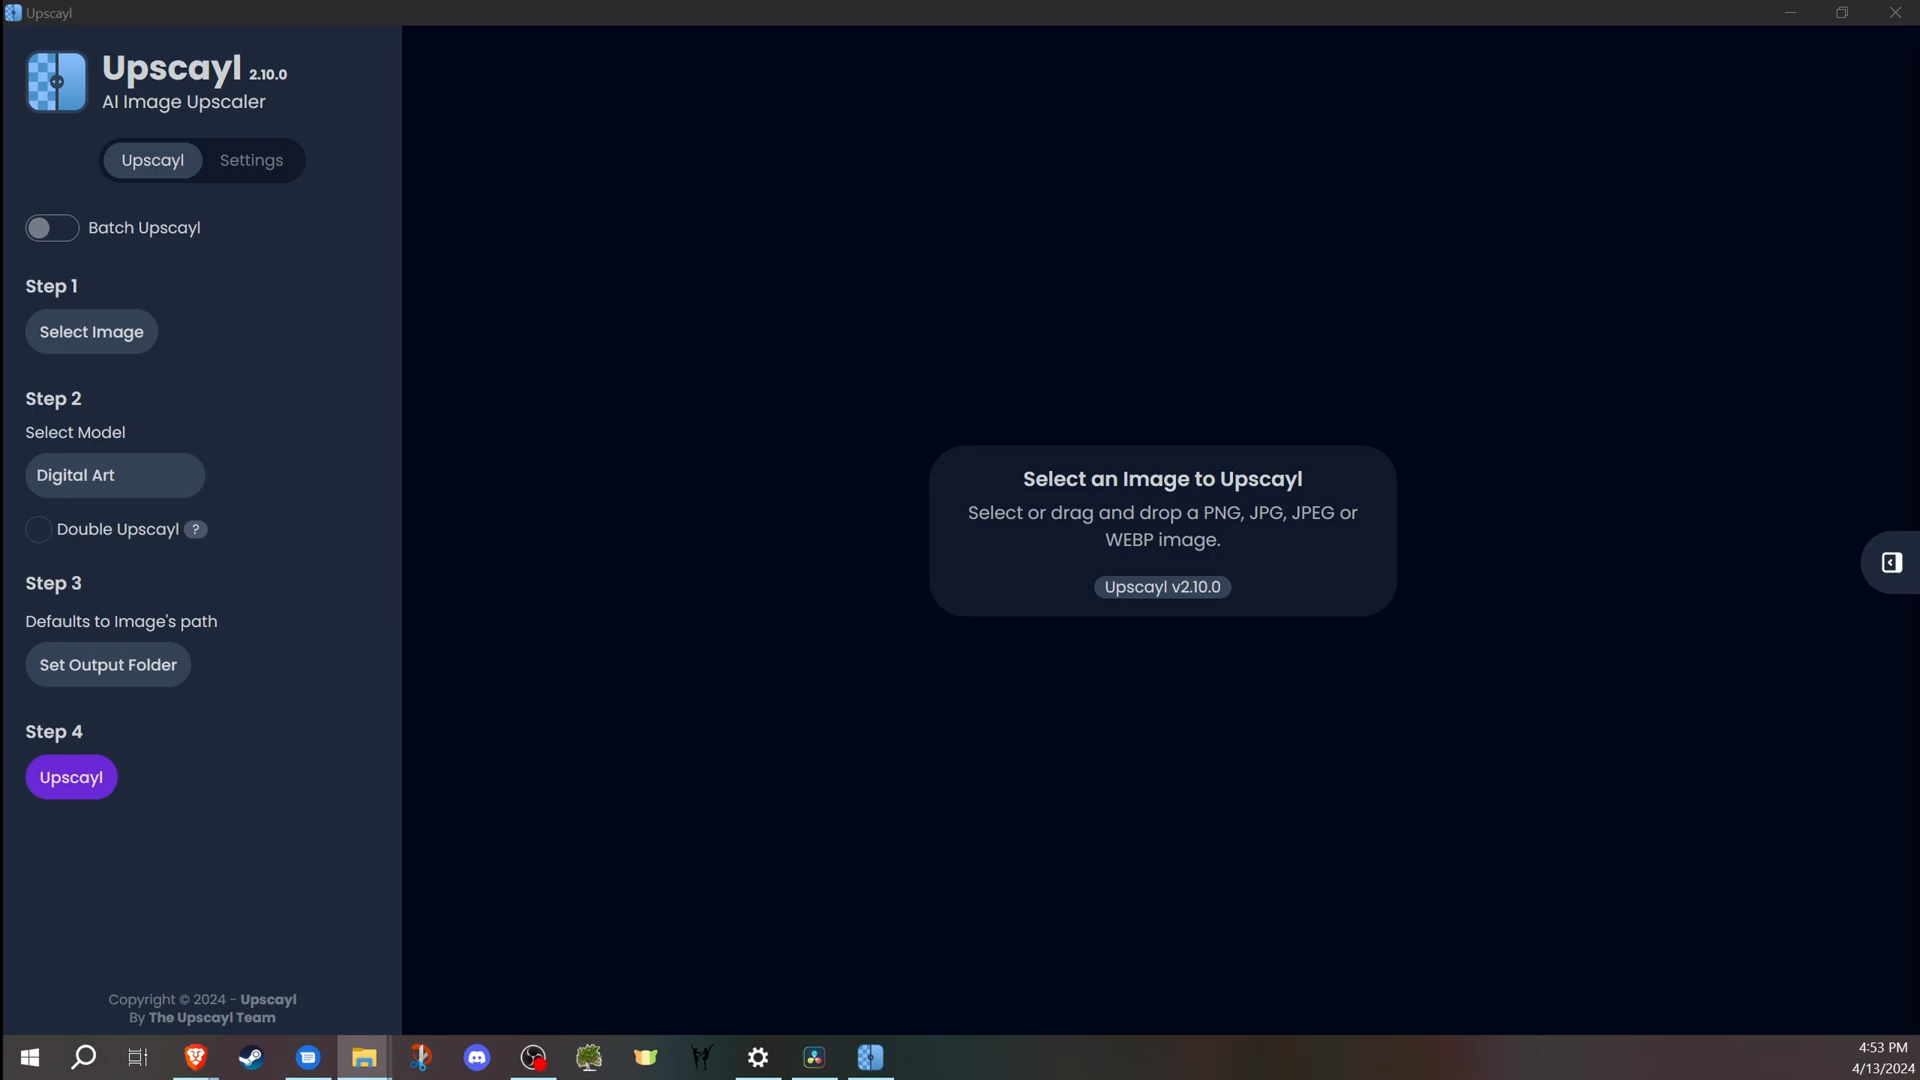 Upscayl
Upscayl 2.10.0
AI Image Upscaler
Upscayl Settings
Batch Upscayl
Step 1
Select Image
Step 2
Select Model
Digital Art
Double Upscayl ?
Step 3
Defaults to Image's path
Set Output Folder
Step 4
Upscayl
Copyright © 2024 - Upscayl
By The Upscayl Team
Select an Image to Upscayl
Select or drag and drop a PNG, JPG, JPEG or
WEBP image.
Upscayl v2.10.0
4:53 PM
4/13/2024